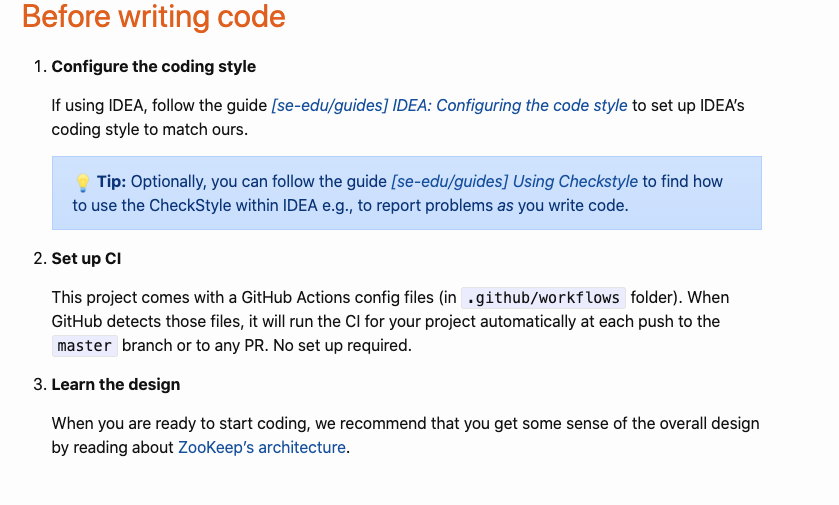 Before writing code
1. Configure the coding style
If using IDEA, follow the guide [se-edu/guides] IDEA: Configuring the code style to set up IDEA’s
coding style to match ours.
💡 Tip: Optionally, you can follow the guide [se-edu/guides] Using Checkstyle to find how
to use the CheckStyle within IDEA e.g., to report problems as you write code.
2. Set up CI
This project comes with a GitHub Actions config files (in .github/workflows folder). When
GitHub detects those files, it will run the CI for your project automatically at each push to the
master branch or to any PR. No set up required.
3. Learn the design
When you are ready to start coding, we recommend that you get some sense of the overall design
by reading about ZooKeep’s architecture.